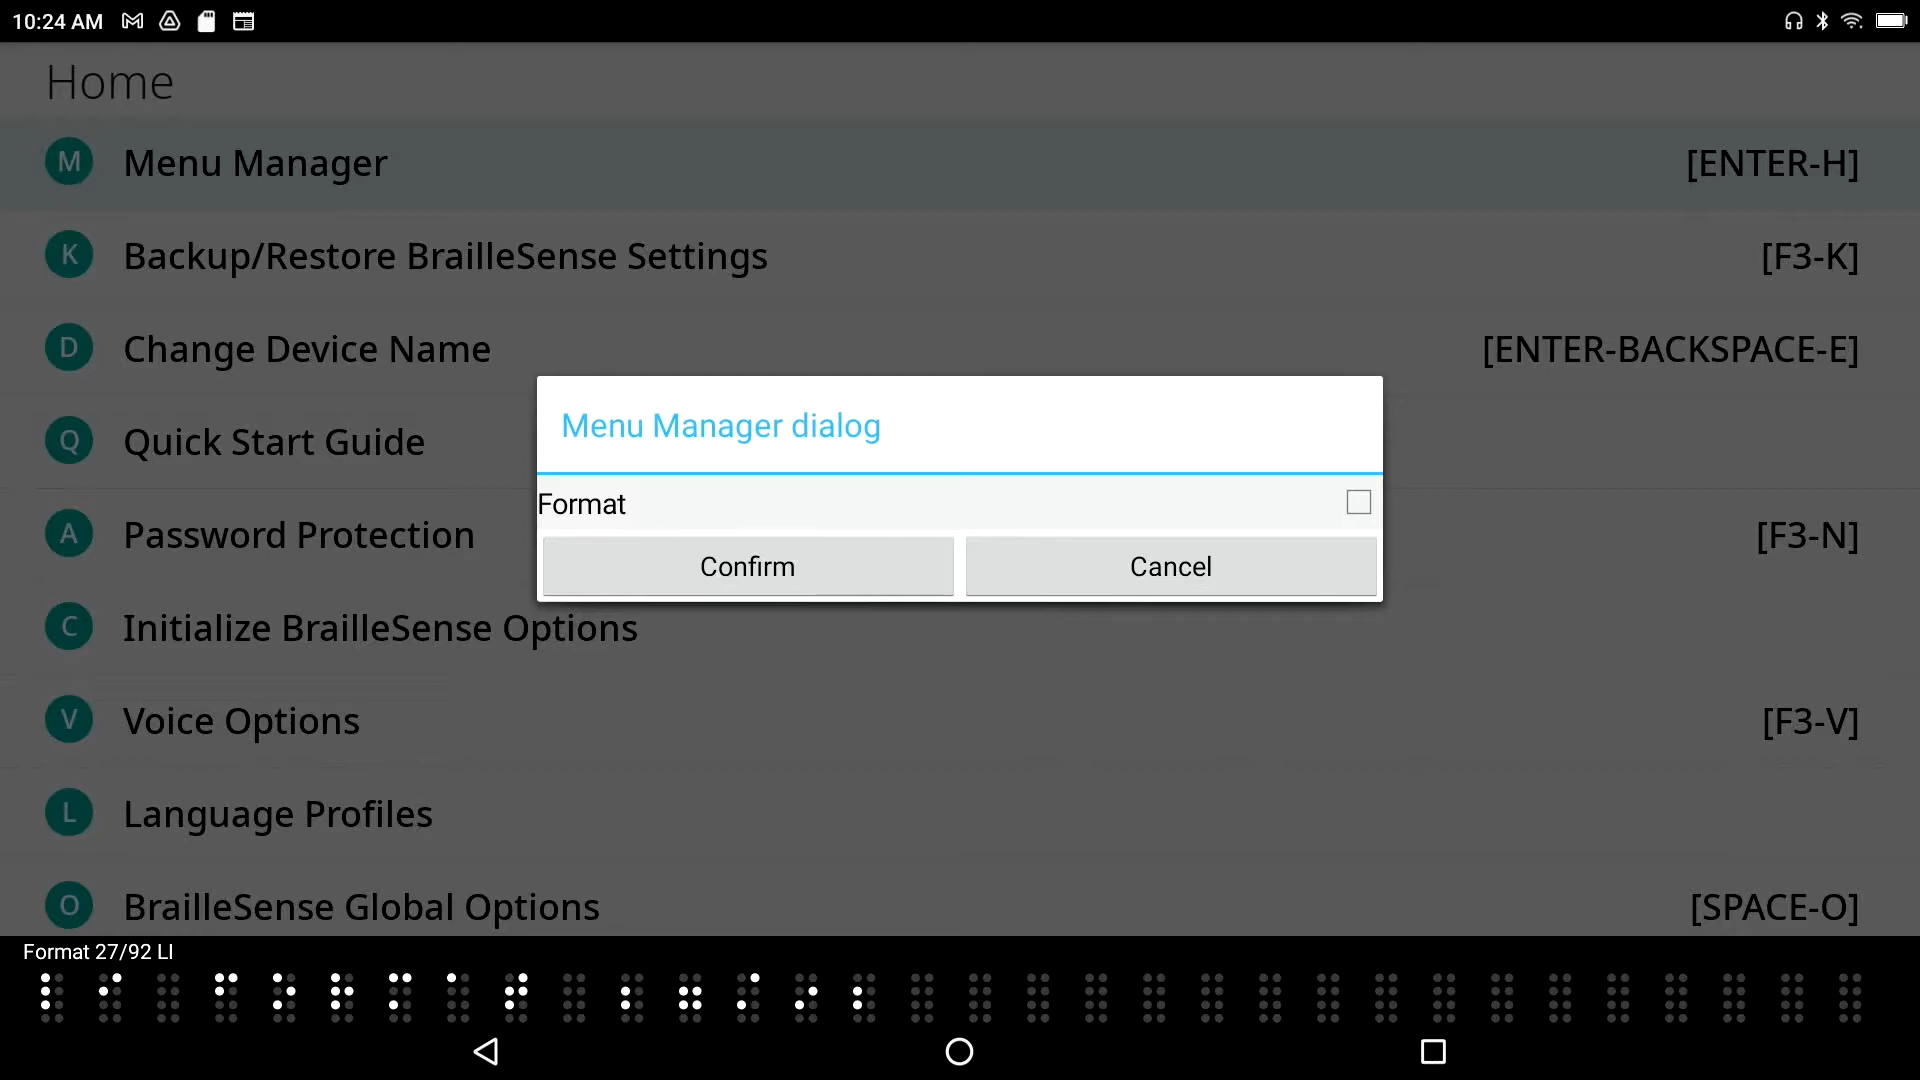 10:24 AM
Home
M Menu Manager [ENTER-H]
K Backup/Restore BrailleSense Settings [F3-K]
D Change Device Name [ENTER-BACKSPACE-E]
Menu Manager dialog
Q Quick Start Guide
Format
A Password Protection [F3-N]
Confirm Cancel
C Initialize BrailleSense Options
V Voice Options [F3-V]
L Language Profiles
O BrailleSense Global Options [SPACE-O]
Format 27/92 LI
⠇⠊⠀⠋⠕⠗⠍⠁⠞⠀⠆⠶⠌⠔⠆